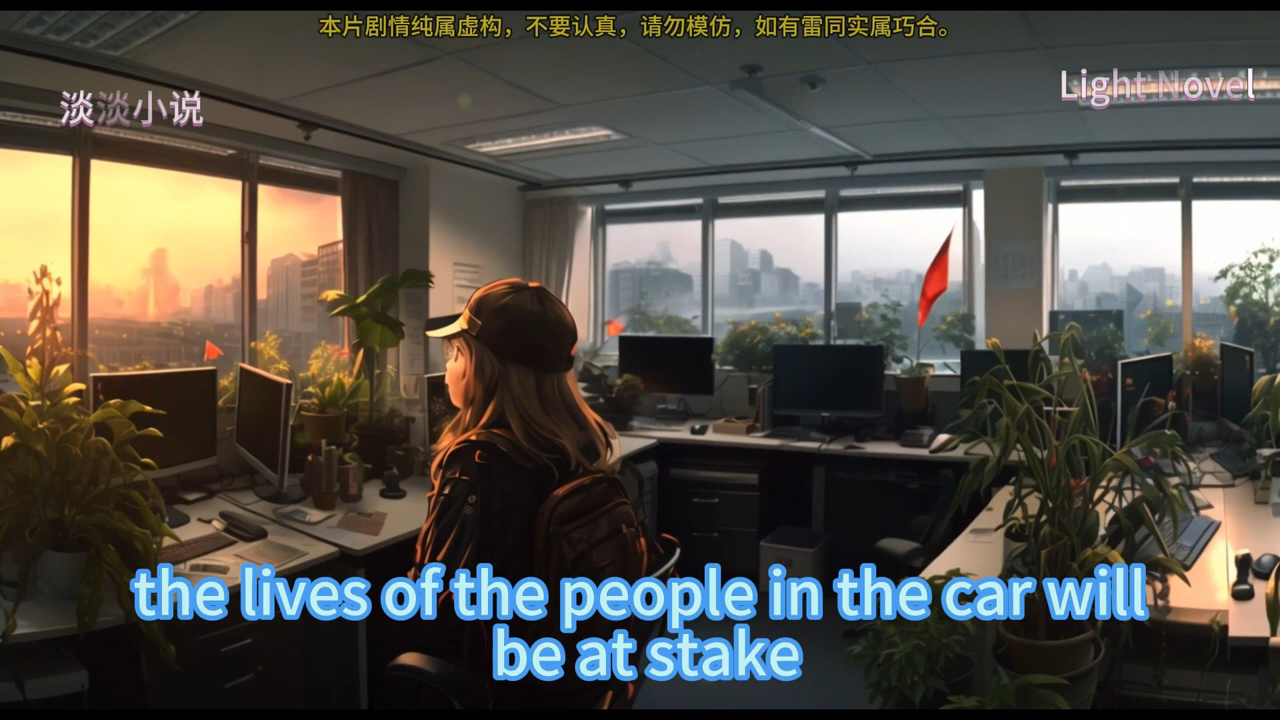 本片剧情纯属虚构，不要认真，请勿模仿，如有雷同实属巧合。
淡淡小说
Light Novel
the lives of the people in the car will
be at stake